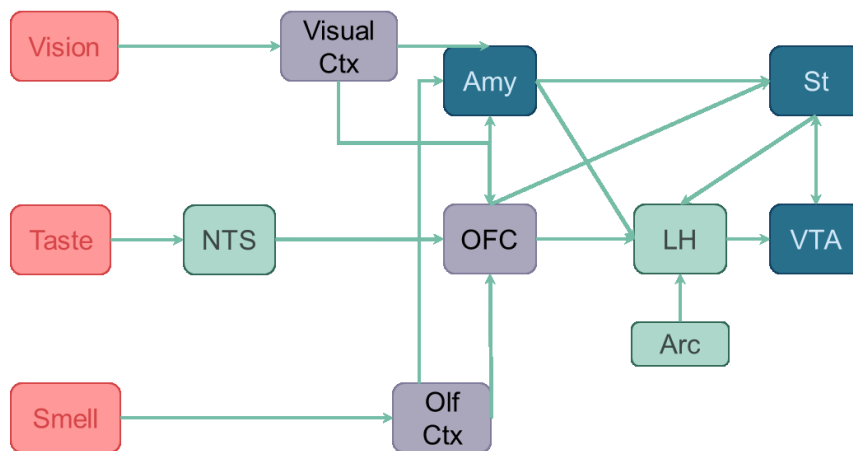 Vision
Visual
Ctx
Amy
St
Taste
NTS
OFC
LH
VTA
Arc
Smell
Olf
Ctx